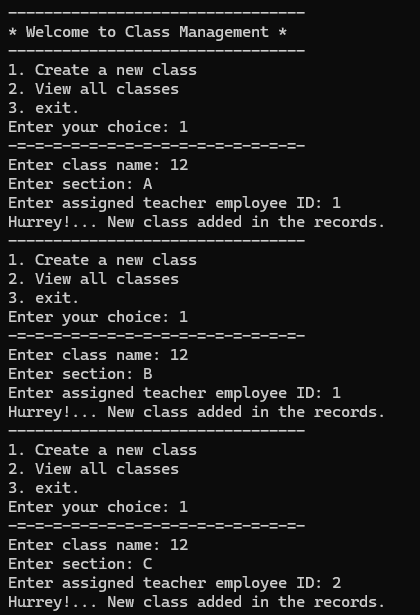 ---------------------------------
* Welcome to Class Management *
---------------------------------
1. Create a new class
2. View all classes
3. exit.
Enter your choice: 1
-=-=-=-=-=-=-=-=-=-=-=-=-=-=-=-=-
Enter class name: 12
Enter section: A
Enter assigned teacher employee ID: 1
Hurrey!... New class added in the records.
---------------------------------
1. Create a new class
2. View all classes
3. exit.
Enter your choice: 1
-=-=-=-=-=-=-=-=-=-=-=-=-=-=-=-=-
Enter class name: 12
Enter section: B
Enter assigned teacher employee ID: 1
Hurrey!... New class added in the records.
---------------------------------
1. Create a new class
2. View all classes
3. exit.
Enter your choice: 1
-=-=-=-=-=-=-=-=-=-=-=-=-=-=-=-=-
Enter class name: 12
Enter section: C
Enter assigned teacher employee ID: 2
Hurrey!... New class added in the records.